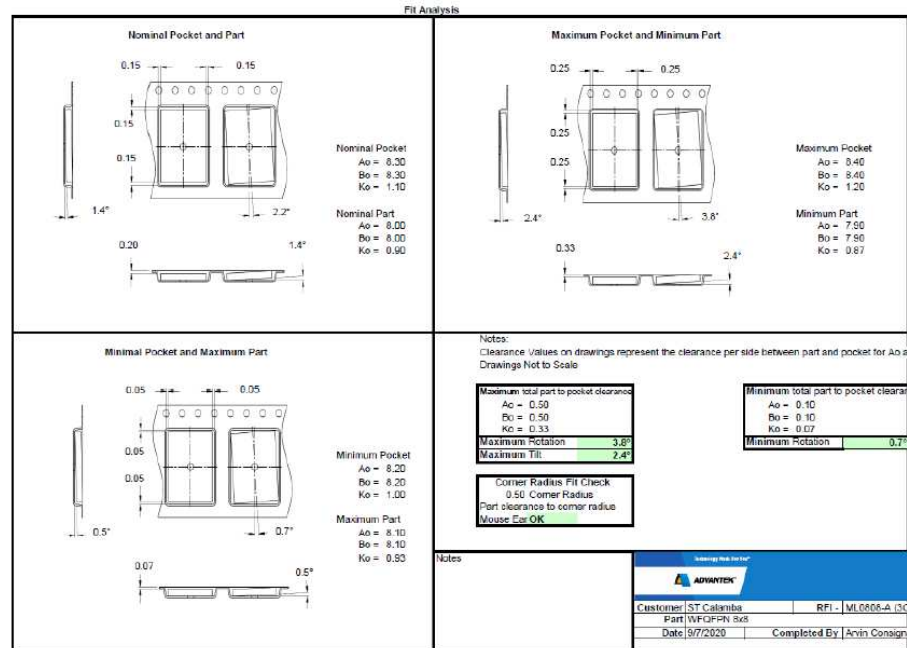 Fit Analysis
Nominal Pocket and Part
0.15
0.15
0.15
0.15
1.4°
2.2°
0.20
1.4°
Nominal Pocket
Ao = 8.30
Bo = 8.30
Ko = 1.10
Nominal Part
Ao = 8.00
Bo = 8.00
Ko = 0.90
Maximum Pocket and Minimum Part
0.25
0.25
0.25
0.25
2.4°
3.8°
0.33
2.4°
Maximum Pocket
Ao = 8.40
Bo = 8.40
Ko = 1.20
Minimum Part
Ao = 7.90
Bo = 7.90
Ko = 0.87
Minimal Pocket and Maximum Part
0.05
0.05
0.05
0.05
0.5°
0.7°
0.07
0.5°
Minimum Pocket
Ao = 8.20
Bo = 8.20
Ko = 1.00
Maximum Part
Ao = 8.10
Bo = 8.10
Ko = 0.93
Notes:
Clearance Values on drawings represent the clearance per side between part and pocket for Ao a
Drawings Not to Scale
Maximum total part to pocket clearance
Ao = 0.50
Bo = 0.50
Ko = 0.33
Maximum Rotation 3.8°
Maximum Tilt 2.4°
Minimum total part to pocket clearan
Ao = 0.10
Bo = 0.10
Ko = 0.07
Minimum Rotation 0.7°
Corner Radius Fit Check
0.50 Corner Radius
Part clearance to corner radius
Mouse Ear OK
Notes
ADVANTEK
Customer ST Calamba RFI - ML0808-A (3C
Part WFQFPN 8x8
Date 9/7/2020 Completed By Arvin Consign